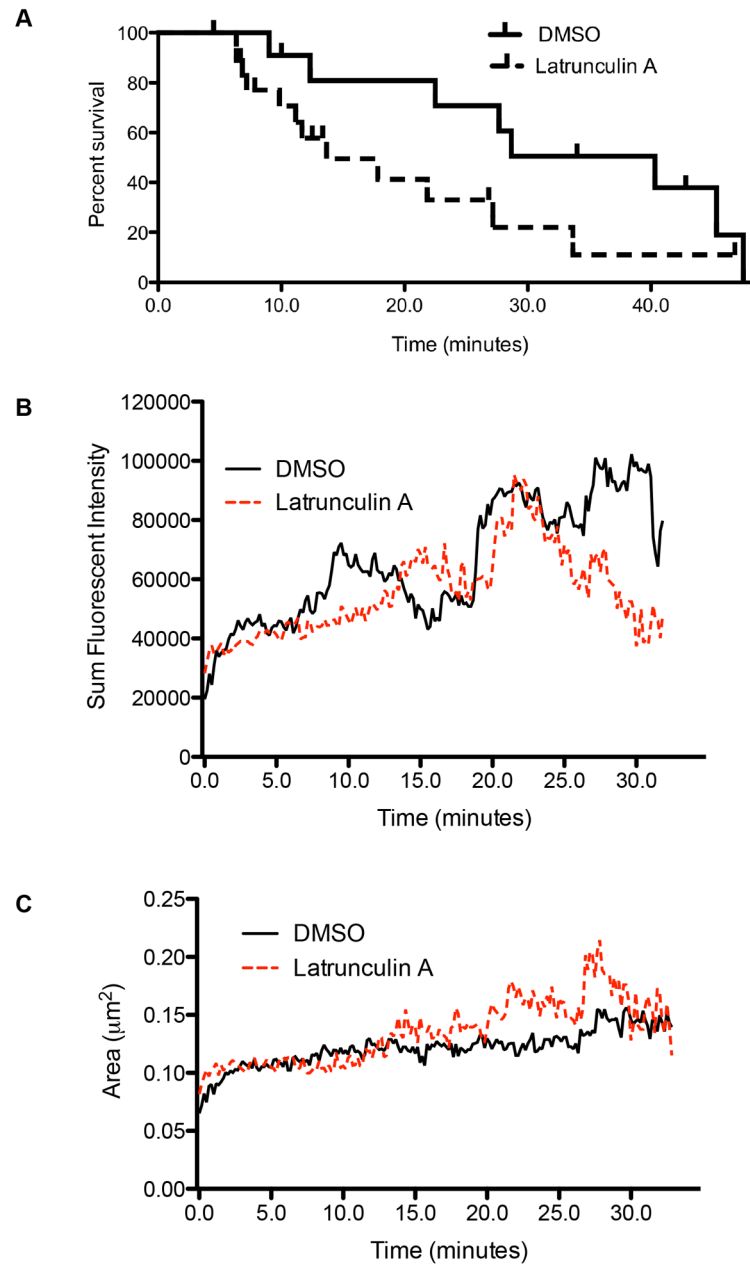 A
DMSO
Latrunculin A
Percent survival
100
80
60
40
20
0
0.0 10.0 20.0 30.0 40.0
Time (minutes)
B
DMSO
Latrunculin A
Sum Fluorescent Intensity
120000
100000
80000
60000
40000
20000
0
0.0 5.0 10.0 15.0 20.0 25.0 30.0
Time (minutes)
C
DMSO
Latrunculin A
Area (μm²)
0.25
0.20
0.15
0.10
0.05
0.00
0.0 5.0 10.0 15.0 20.0 25.0 30.0
Time (minutes)